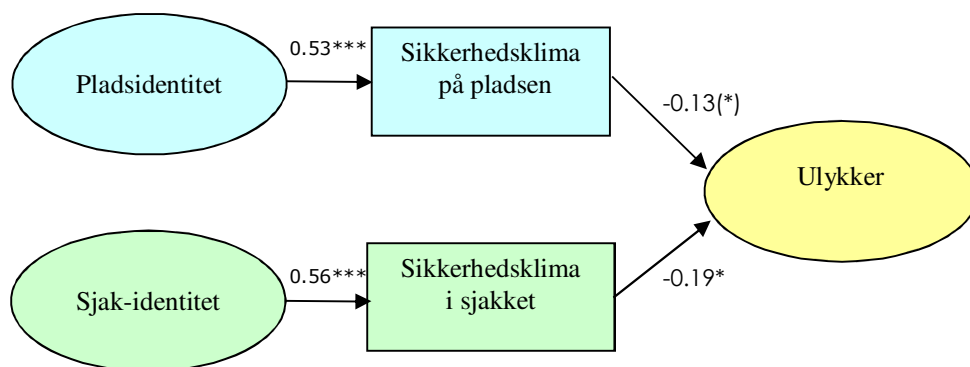 Pladsidentitet
0.53***
Sikkerhedsklima
på pladsen
-0.13(*)
Ulykker
Sjak-identitet
0.56***
Sikkerhedsklima
i sjakket
-0.19*